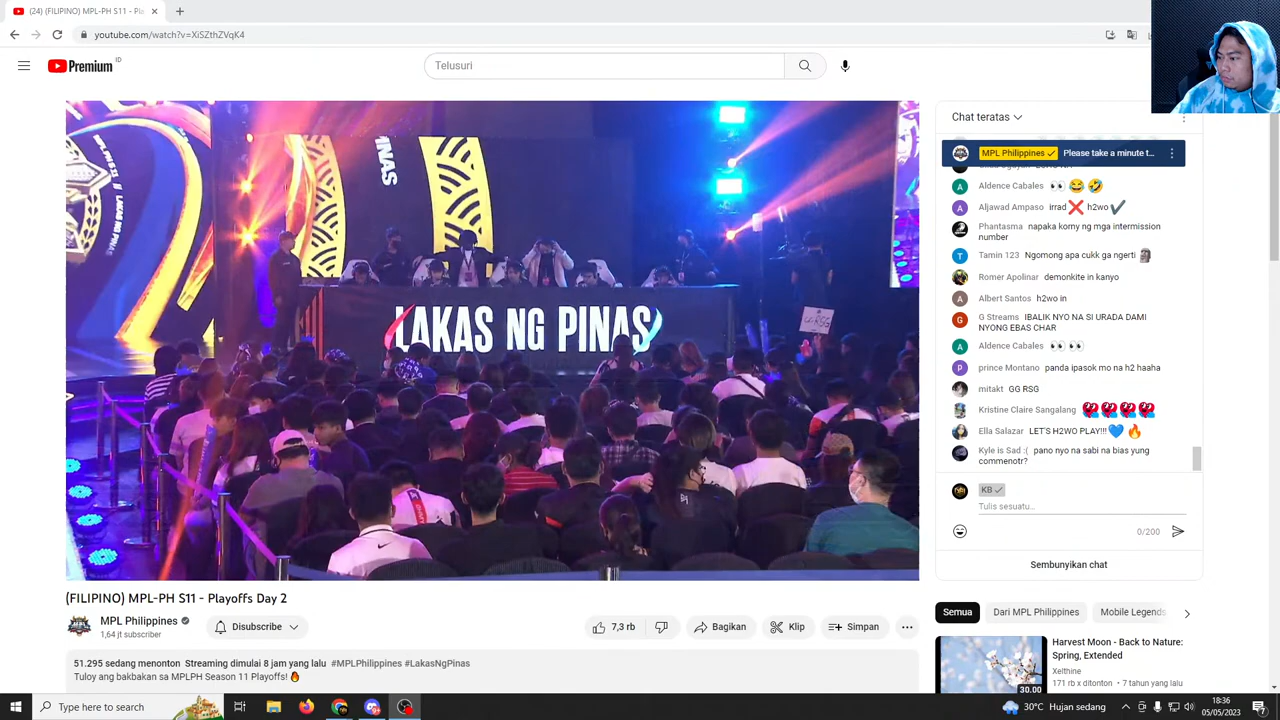 (24) (FILIPINO) MPL-PH S11 - Pla
youtube.com/watch?v=XiSZthZVqK4
Premium ID
Telusuri
INAS
LAKAS NG PINAS
RSG
Chat teratas
MPL Philippines Please take a minute t...
Aldence Cabales 👀 😂 🤣
Aljawad Ampaso irrad ❌ h2wo ✔
Phantasma napaka korny ng mga intermission
number
Tamin 123 Ngomong apa cukk ga ngerti 🗿
Romer Apolinar demonkite in kanyo
Albert Santos h2wo in
G Streams IBALIK NYO NA SI URADA DAMI
NYONG EBAS CHAR
Aldence Cabales 👀 👀
prince Montano panda ipasok mo na h2 haaha
mitakt GG RSG
Kristine Claire Sangalang
Ella Salazar LET'S H2WO PLAY!!! 💙 🔥
Kyle is Sad :( pano nyo na sabi na bias yung
commenotr?
KB
Tulis sesuatu...
0/200
Sembunyikan chat
(FILIPINO) MPL-PH S11 - Playoffs Day 2
MPL Philippines
1,64 jt subscriber
Disubscribe
7,3 rb
Bagikan
Klip
Simpan
51.295 sedang menonton Streaming dimulai 8 jam yang lalu #MPLPhilippines #LakasNgPinas
Tuloy ang bakbakan sa MPLPH Season 11 Playoffs! 🔥
Semua
Dari MPL Philippines
Mobile Legends
Harvest Moon - Back to Nature:
Spring, Extended
Xelthine
171 rb x ditonton • 7 tahun yang lalu
30.00
Type here to search
30°C Hujan sedang
18:36
05/05/2023